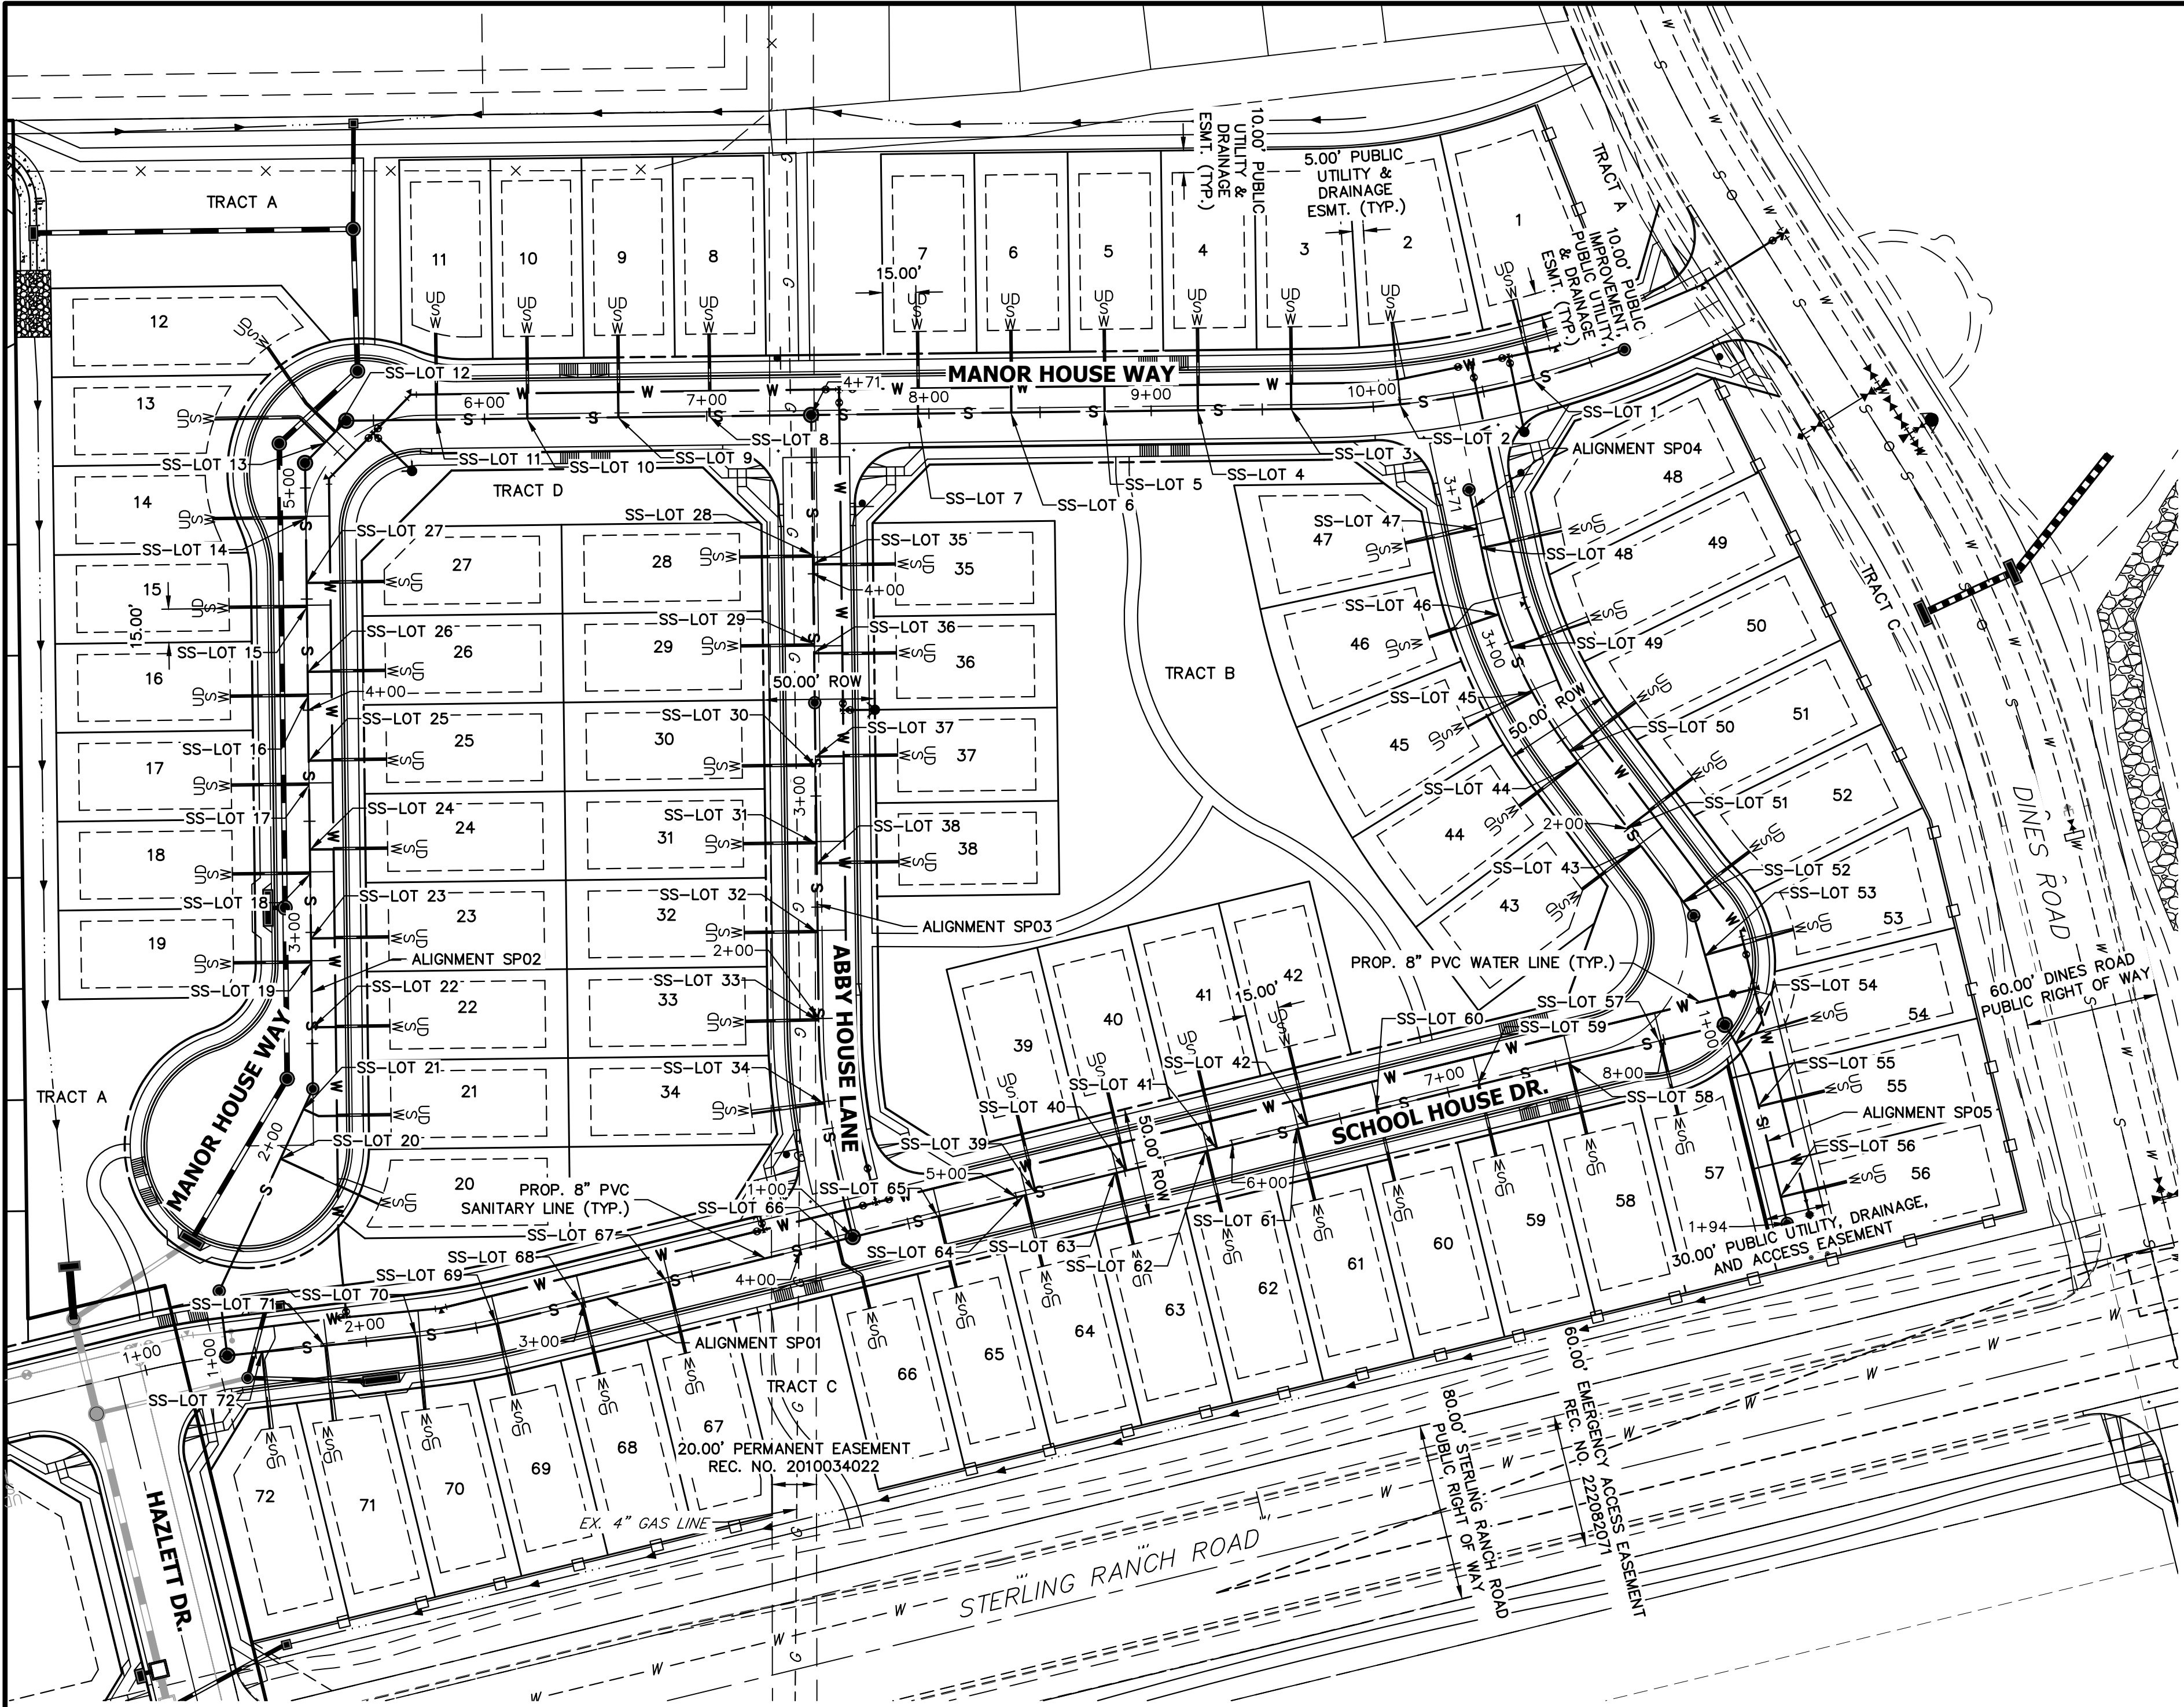 TRACT A
10.00' PUBLIC
UTILITY &
DRAINAGE
ESMT. (TYP.)
5.00' PUBLIC
UTILITY &
DRAINAGE
ESMT. (TYP.)
TRACT A
10.00' PUBLIC
IMPROVEMENT,
PUBLIC UTILITY,
& DRAINAGE
ESMT. (TYP.)
11
10
9
8
7
6
5
4
3
2
1
15.00'
12
13
14
15
15.00'
16
17
18
19
SS-LOT 12
MANOR HOUSE WAY
6+00
7+00
4+71
8+00
9+00
10+00
SS-LOT 1
SS-LOT 2
SS-LOT 3
SS-LOT 4
SS-LOT 5
SS-LOT 6
SS-LOT 7
SS-LOT 8
SS-LOT 9
SS-LOT 10
SS-LOT 11
SS-LOT 13
5+00
TRACT D
ALIGNMENT SP04
3+71
SS-LOT 14
SS-LOT 27
SS-LOT 28
SS-LOT 35
SS-LOT 47
SS-LOT 48
47
48
27
28
35
4+00
49
SS-LOT 15
SS-LOT 26
SS-LOT 29
SS-LOT 36
SS-LOT 46
SS-LOT 49
3+00
26
29
36
46
50
TRACT B
TRACT C
50.00' ROW
50.00' ROW
4+00
SS-LOT 16
SS-LOT 25
SS-LOT 30
SS-LOT 37
SS-LOT 45
SS-LOT 50
25
30
37
45
51
3+00
SS-LOT 17
SS-LOT 24
SS-LOT 31
SS-LOT 38
SS-LOT 44
SS-LOT 51
2+00
24
31
38
44
52
SS-LOT 18
SS-LOT 23
SS-LOT 32
SS-LOT 43
SS-LOT 52
SS-LOT 53
3+00
23
32
43
53
ALIGNMENT SP03
2+00
ALIGNMENT SP02
SS-LOT 19
SS-LOT 22
SS-LOT 33
22
33
ABBY HOUSE LANE
PROP. 8" PVC WATER LINE (TYP.)
SS-LOT 54
54
DINES ROAD
60.00' DINES ROAD
PUBLIC RIGHT OF WAY
MANOR HOUSE WAY
TRACT A
39
40
41
42
15.00'
SS-LOT 57
SS-LOT 60
SS-LOT 59
1+00
SS-LOT 21
SS-LOT 34
21
34
SS-LOT 42
SS-LOT 41
SS-LOT 40
SS-LOT 39
7+00
8+00
SS-LOT 58
SS-LOT 55
55
SCHOOL HOUSE DR.
ALIGNMENT SP05
2+00
SS-LOT 20
20
5+00
50.00' ROW
6+00
SS-LOT 56
56
57
58
59
60
61
62
63
64
65
66
67
68
69
70
71
72
PROP. 8" PVC
SANITARY LINE (TYP.)
1+00
SS-LOT 65
SS-LOT 66
SS-LOT 61
1+94
30.00' PUBLIC UTILITY, DRAINAGE,
AND ACCESS EASEMENT
SS-LOT 67
SS-LOT 68
SS-LOT 69
SS-LOT 64
SS-LOT 63
SS-LOT 62
4+00
SS-LOT 70
SS-LOT 71
2+00
3+00
1+00
1+00
ALIGNMENT SP01
TRACT C
SS-LOT 72
20.00' PERMANENT EASEMENT
REC. NO. 2010034022
EX. 4" GAS LINE
HAZLETT DR.
STERLING RANCH ROAD
80.00' STERLING RANCH ROAD
PUBLIC RIGHT OF WAY
60.00' EMERGENCY ACCESS EASEMENT
REC. NO. 222082071